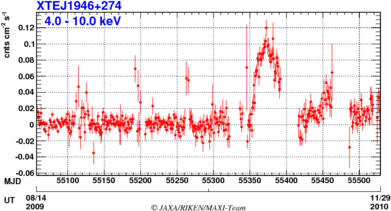 XTEJ1946+274
4.0 - 10.0 keV
cnts cm⁻² s⁻¹
0.12
0.1
0.08
0.06
0.04
0.02
0
-0.02
-0.04
-0.06
55100 55150 55200 55250 55300 55350 55400 55450 55500
MJD
UT
08/14 11/29
2009 2010
© JAXA/RIKEN/MAXI-Team